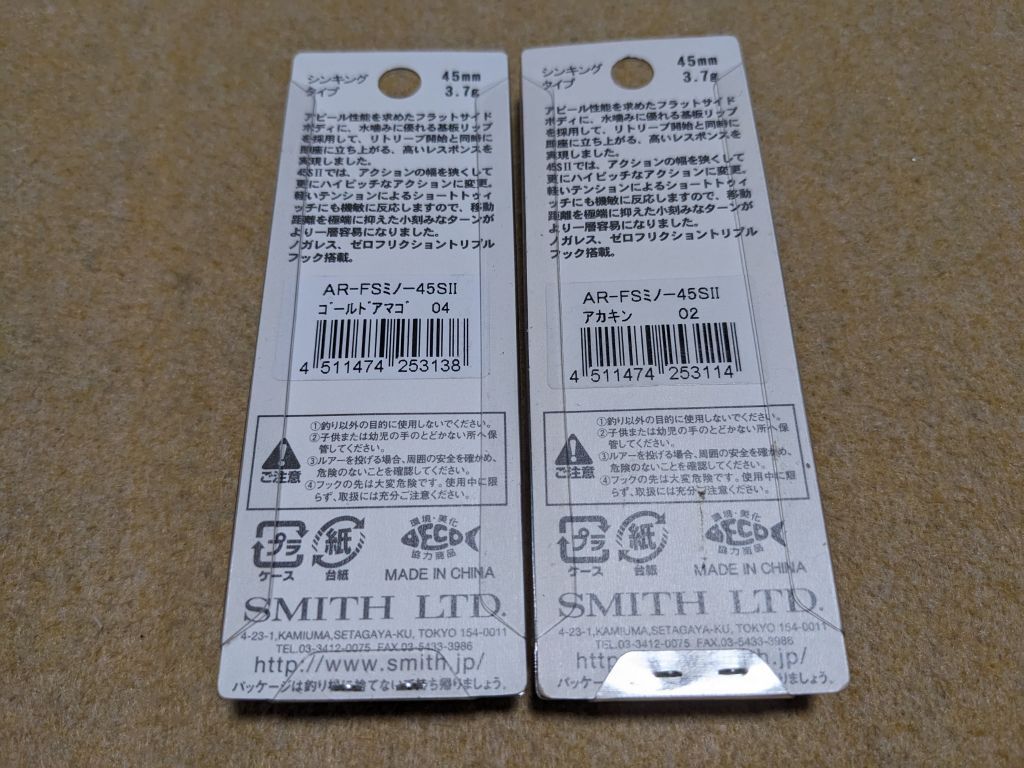 シンキング
タイプ
45mm
3.7g
アピール性能を求めたフラットサイド
ボディに、水噛みに優れる基板リップ
を採用して、リトリーブ開始と同時に
即座に立ち上がる、高いレスポンスを
実現しました。
45SⅡでは、アクションの幅を狭くして
更にハイピッチなアクションに変更。
軽いテンションによるショートトゥイ
ッチにも機敏に反応しますので、移動
距離を極端に抑えた小刻みなターンが
より一層容易になりました。
ノガレス、ゼロフリクショントリプル
フック搭載。
AR-FSミノー45SII
ゴールドアマゴ 04
4 511474 253138
ご注意
①釣り以外の目的に使用しないでください。
②子供または幼児の手のとどかない所へ保
管してください。
③ルアーを投げる場合、周囲の安全を確かめ、
危険のないことを確認してください。
④フックの先は大変危険です。使用中に限
らず、取扱には充分ご注意ください。
プラ
ケース
紙
台紙
環境・美化
ECO
協力商品
MADE IN CHINA
SMITH LTD.
4-23-1,KAMIUMA,SETAGAYA-KU, TOKYO 154-0011
TEL.03-3412-0075 FAX.03-5433-3986
http://www.smith.jp/
パッケージは釣り場に捨てないで持ち帰りましょう。
シンキング
タイプ
45mm
3.7g
アピール性能を求めたフラットサイド
ボディに、水噛みに優れる基板リップ
を採用して、リトリーブ開始と同時に
即座に立ち上がる、高いレスポンスを
実現しました。
45SⅡでは、アクションの幅を狭くして
更にハイピッチなアクションに変更。
軽いテンションによるショートトゥイ
ッチにも機敏に反応しますので、移動
距離を極端に抑えた小刻みなターンが
より一層容易になりました。
ノガレス、ゼロフリクショントリプル
フック搭載。
AR-FSミノー45SII
アカキン 02
4 511474 253114
ご注意
①釣り以外の目的に使用しないでください。
②子供または幼児の手のとどかない所へ保
管してください。
③ルアーを投げる場合、周囲の安全を確かめ、
危険のないことを確認してください。
④フックの先は大変危険です。使用中に限
らず、取扱には充分ご注意ください。
プラ
ケース
紙
台紙
環境・美化
ECO
協力商品
MADE IN CHINA
SMITH LTD.
4-23-1,KAMIUMA,SETAGAYA-KU, TOKYO 154-0011
TEL.03-3412-0075 FAX.03-5433-3986
http
jp/
パッケ
しょう。